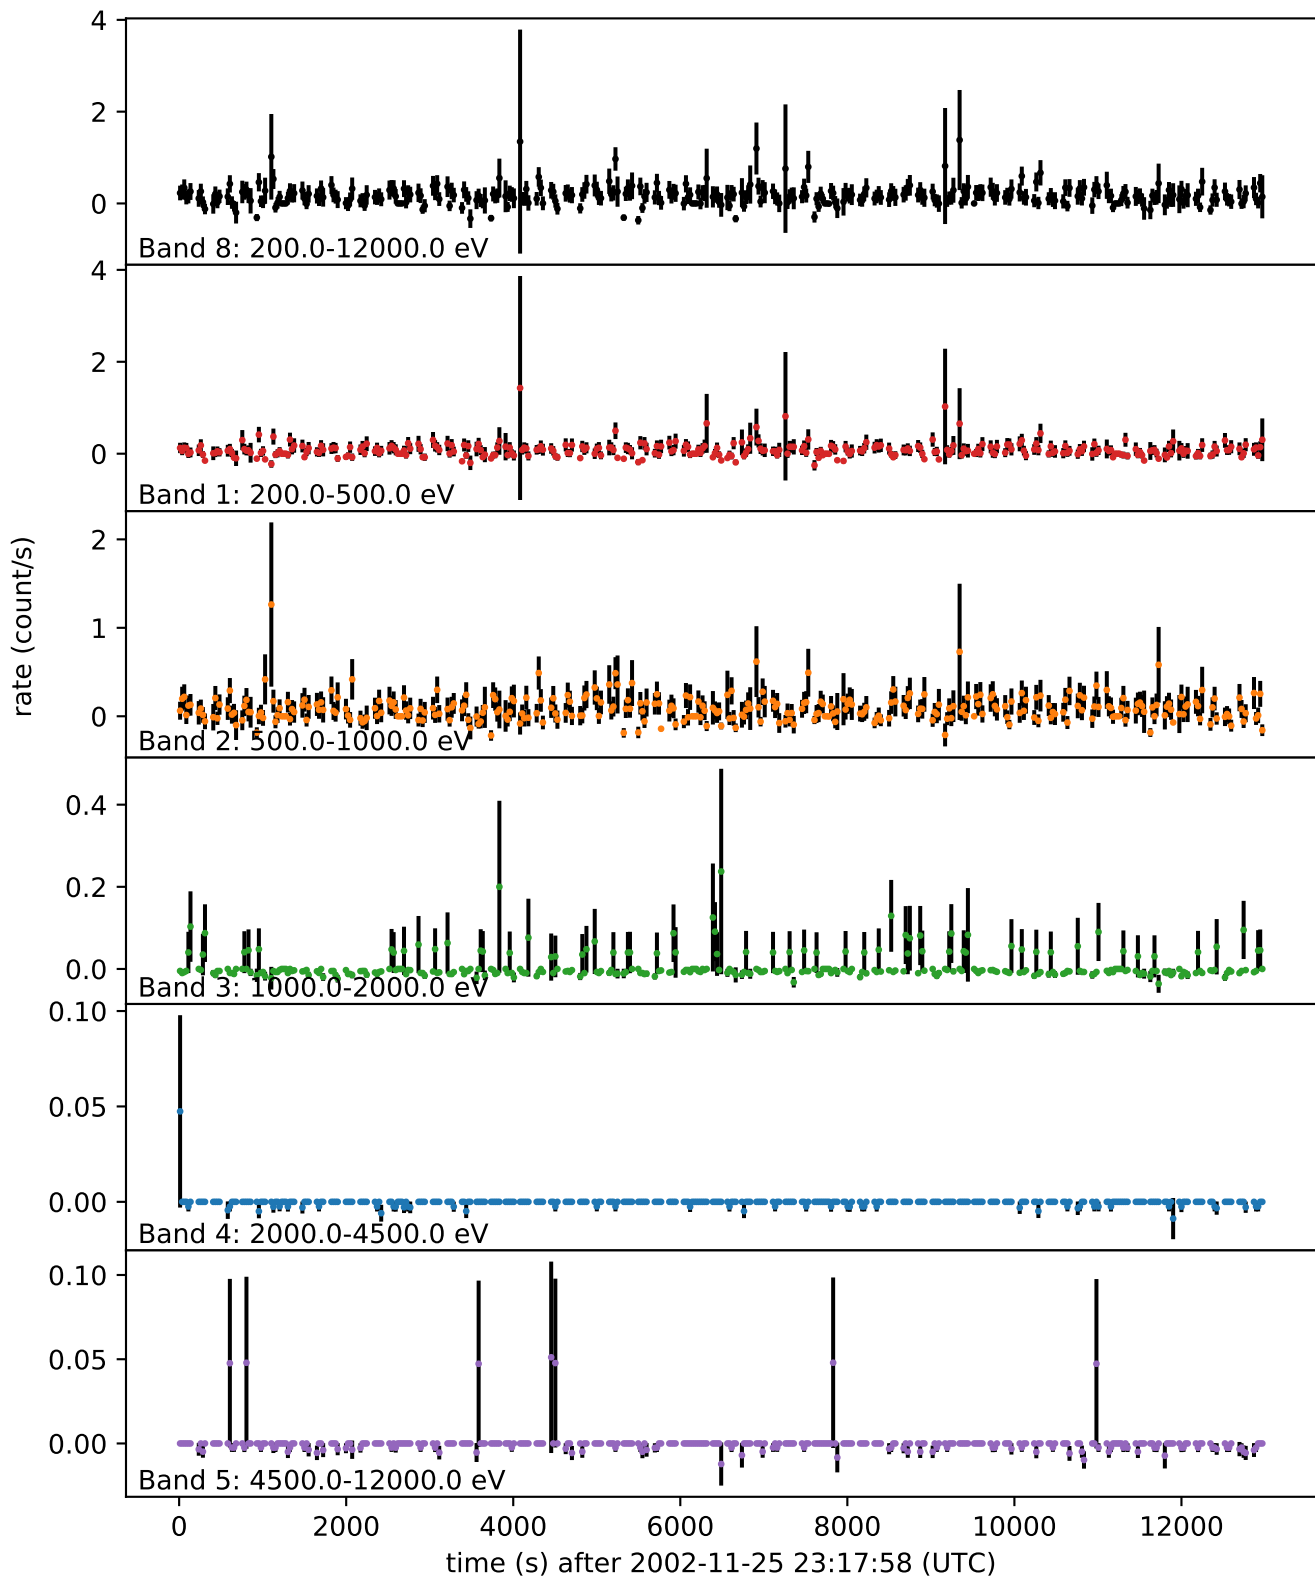 4
2
0
Band 8: 200.0-12000.0 eV
4
2
0
Band 1: 200.0-500.0 eV
2
1
0
Band 2: 500.0-1000.0 eV
rate (count/s)
0.4
0.2
0.0
Band 3: 1000.0-2000.0 eV
0.10
0.05
0.00
Band 4: 2000.0-4500.0 eV
0.10
0.05
0.00
Band 5: 4500.0-12000.0 eV
0 2000 4000 6000 8000 10000 12000
time (s) after 2002-11-25 23:17:58 (UTC)